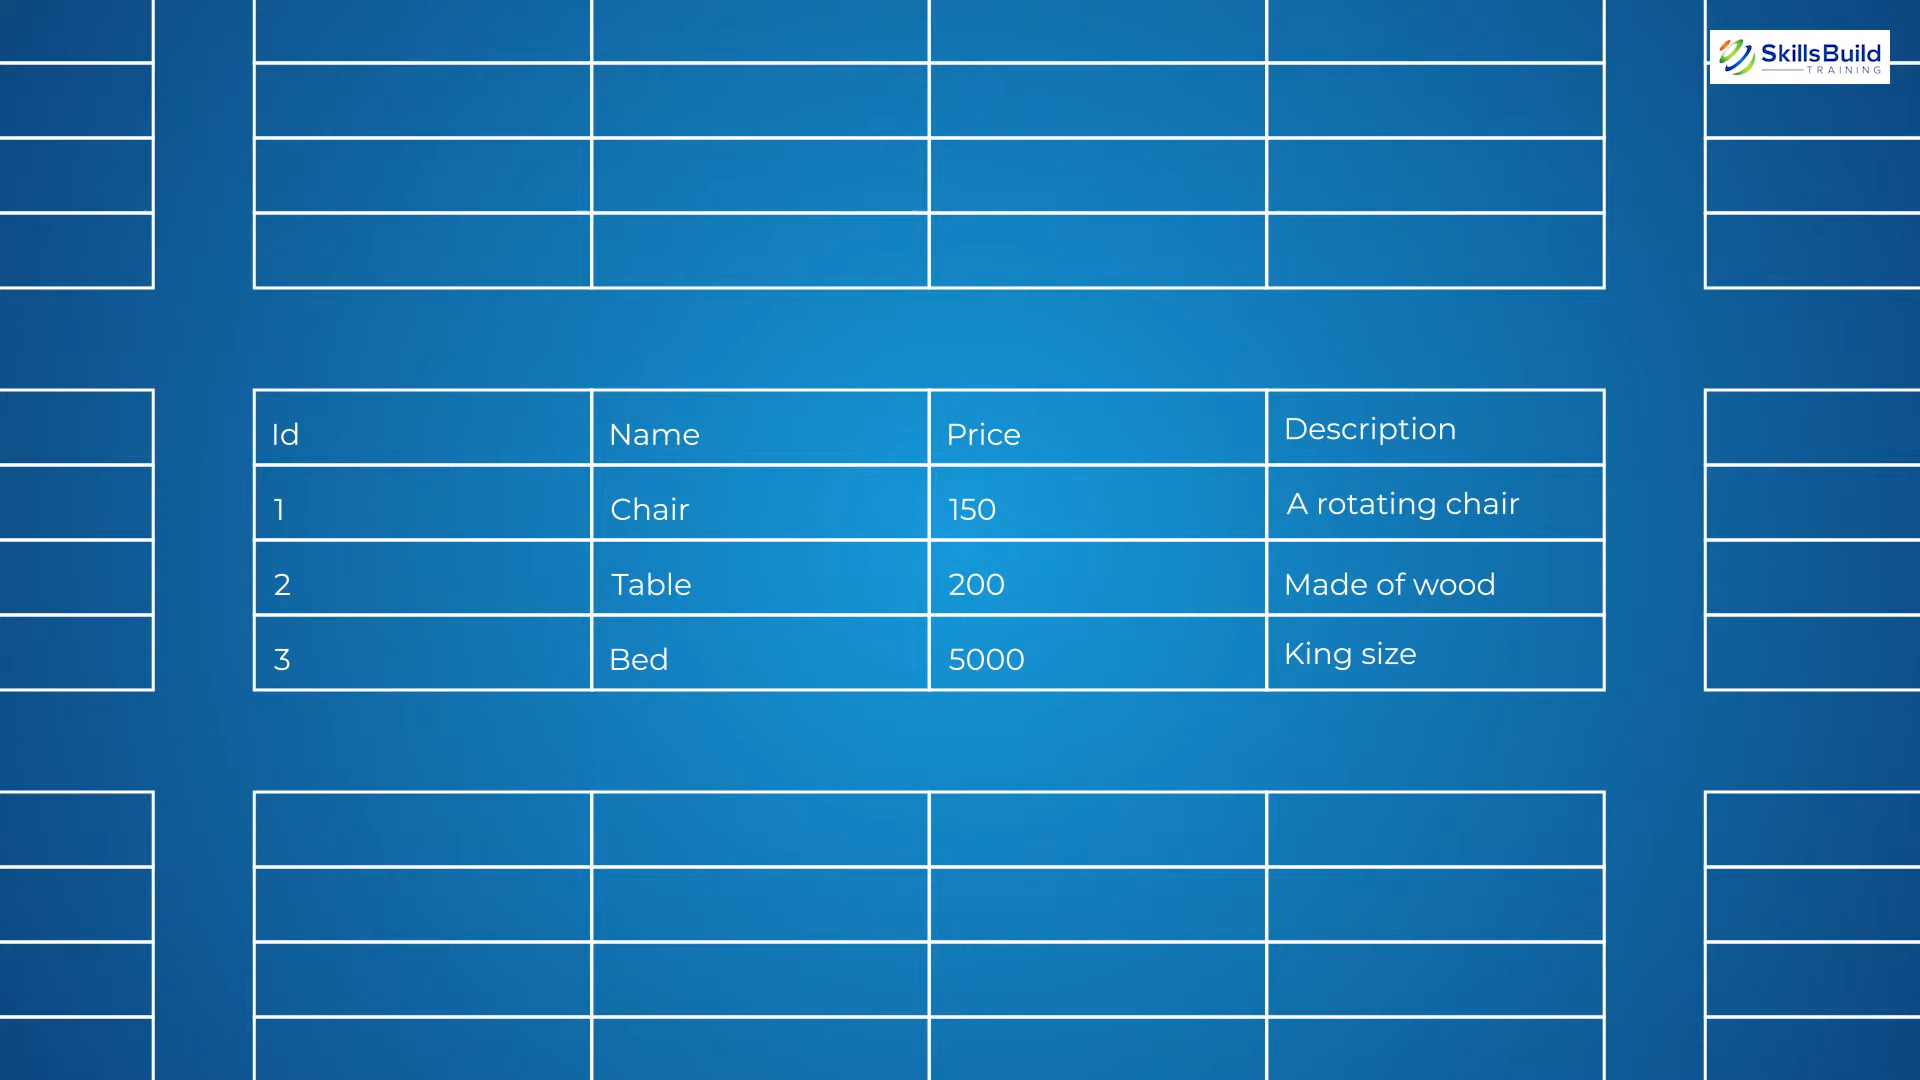 SkillsBuild
TRAINING
Id Name Price Description
1 Chair 150 A rotating chair
2 Table 200 Made of wood
3 Bed 5000 King size